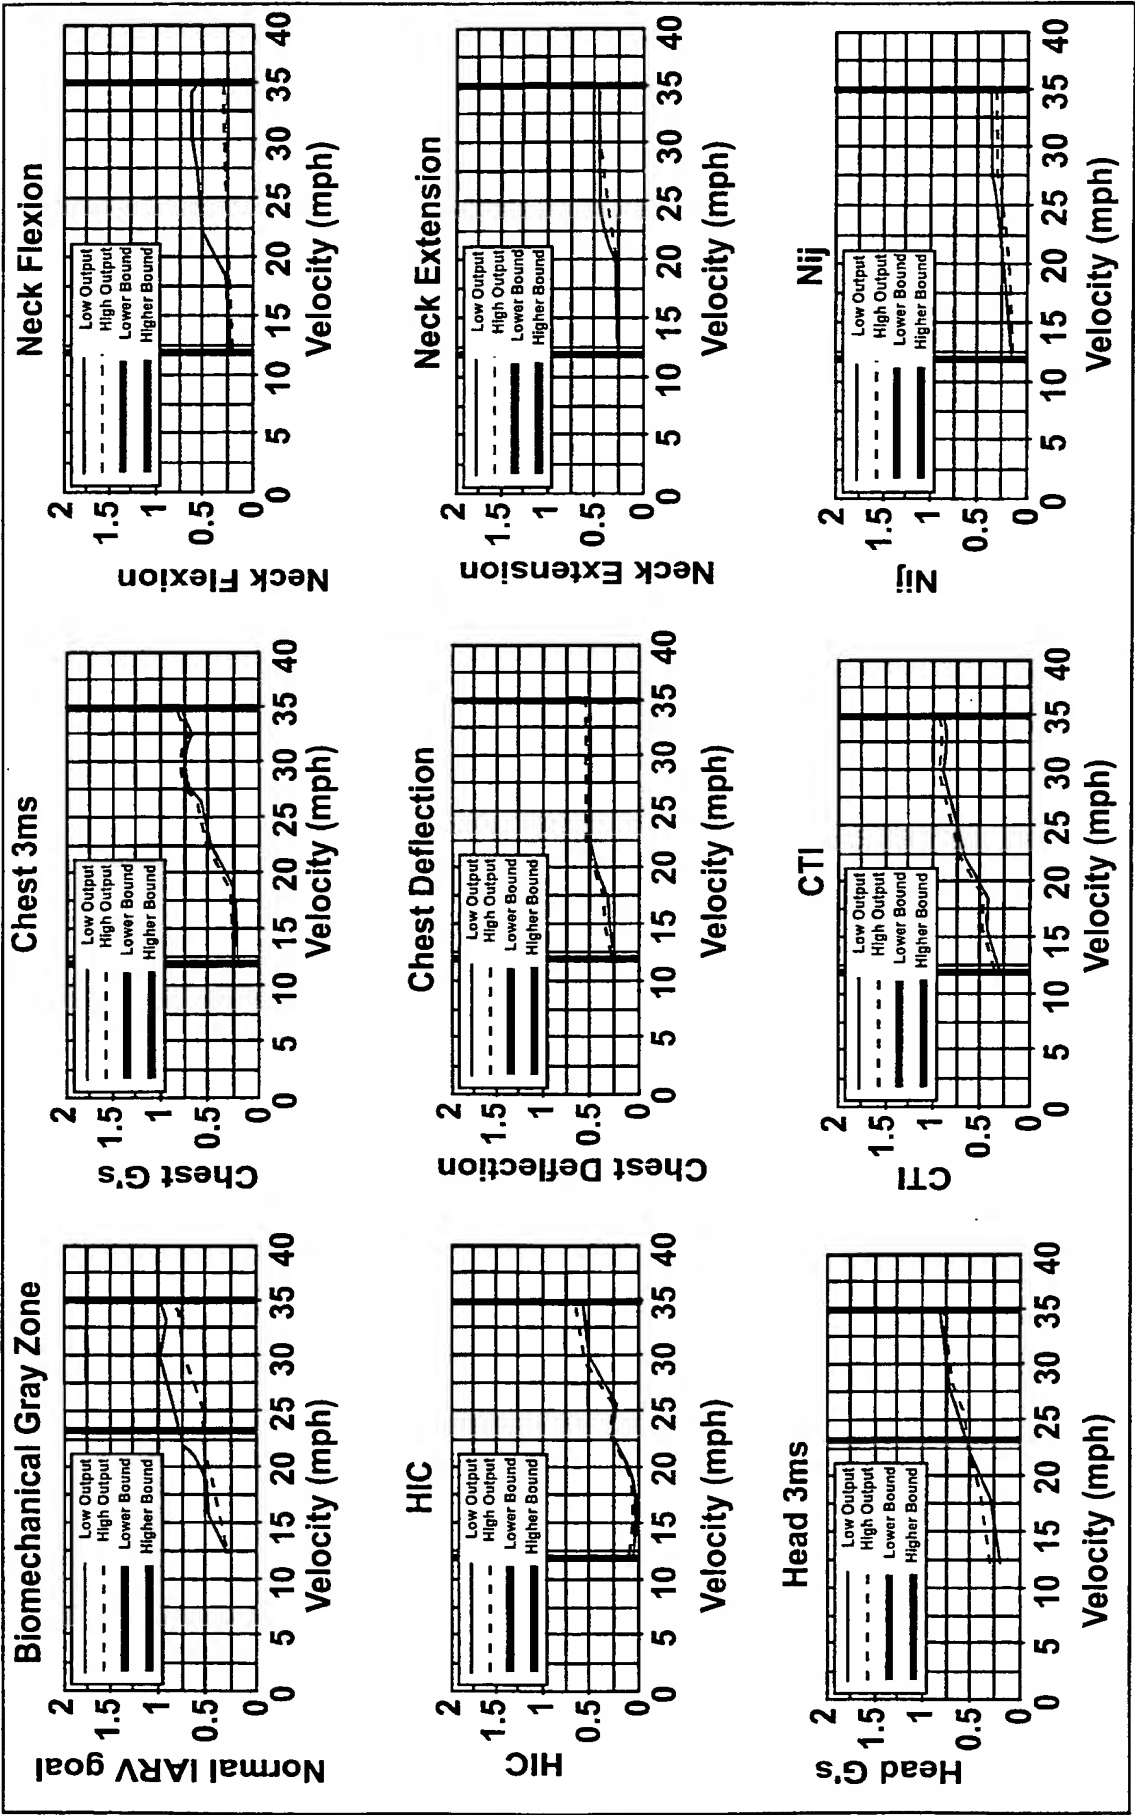 Biomechanical Gray Zone
Normal IARV goal
2
1.5
1
0.5
0
Low Output
High Output
Lower Bound
Higher Bound
0 5 10 15 20 25 30 35 40
Velocity (mph)
Chest 3ms
Chest G's
2
1.5
1
0.5
0
Low Output
High Output
Lower Bound
Higher Bound
0 5 10 15 20 25 30 35 40
Velocity (mph)
Neck Flexion
Neck Flexion
2
1.5
1
0.5
0
Low Output
High Output
Lower Bound
Higher Bound
0 5 10 15 20 25 30 35 40
Velocity (mph)
HIC
HIC
2
1.5
1
0.5
0
Low Output
High Output
Lower Bound
Higher Bound
0 5 10 15 20 25 30 35 40
Velocity (mph)
Chest Deflection
Chest Deflection
2
1.5
1
0.5
0
Low Output
High Output
Lower Bound
Higher Bound
0 5 10 15 20 25 30 35 40
Velocity (mph)
Neck Extension
Neck Extension
2
1.5
1
0.5
0
Low Output
High Output
Lower Bound
Higher Bound
0 5 10 15 20 25 30 35 40
Velocity (mph)
Head 3ms
Head G's
2
1.5
1
0.5
0
Low Output
High Output
Lower Bound
Higher Bound
0 5 10 15 20 25 30 35 40
Velocity (mph)
CTI
CTI
2
1.5
1
0.5
0
Low Output
High Output
Lower Bound
Higher Bound
0 5 10 15 20 25 30 35 40
Velocity (mph)
Nij
Nij
2
1.5
1
0.5
0
Low Output
High Output
Lower Bound
Higher Bound
0 5 10 15 20 25 30 35 40
Velocity (mph)